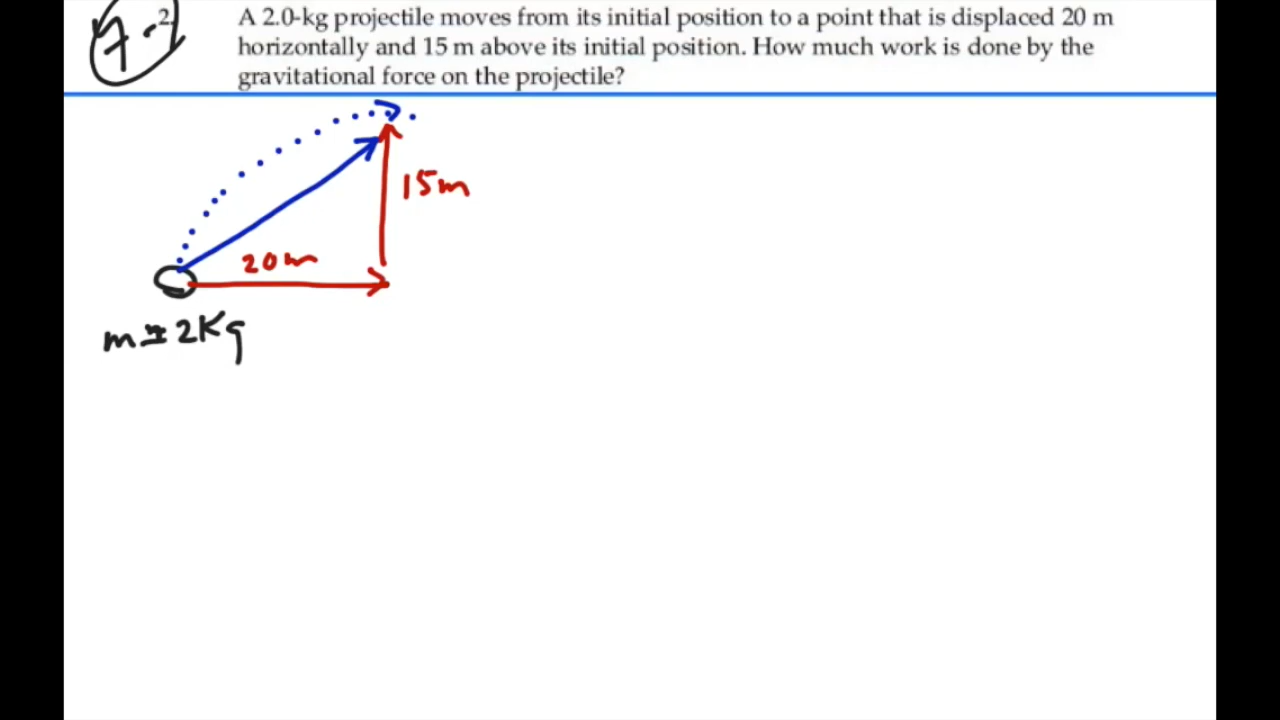 7.2
A 2.0-kg projectile moves from its initial position to a point that is displaced 20 m
horizontally and 15 m above its initial position. How much work is done by the
gravitational force on the projectile?
15m
20m
m = 2Kg